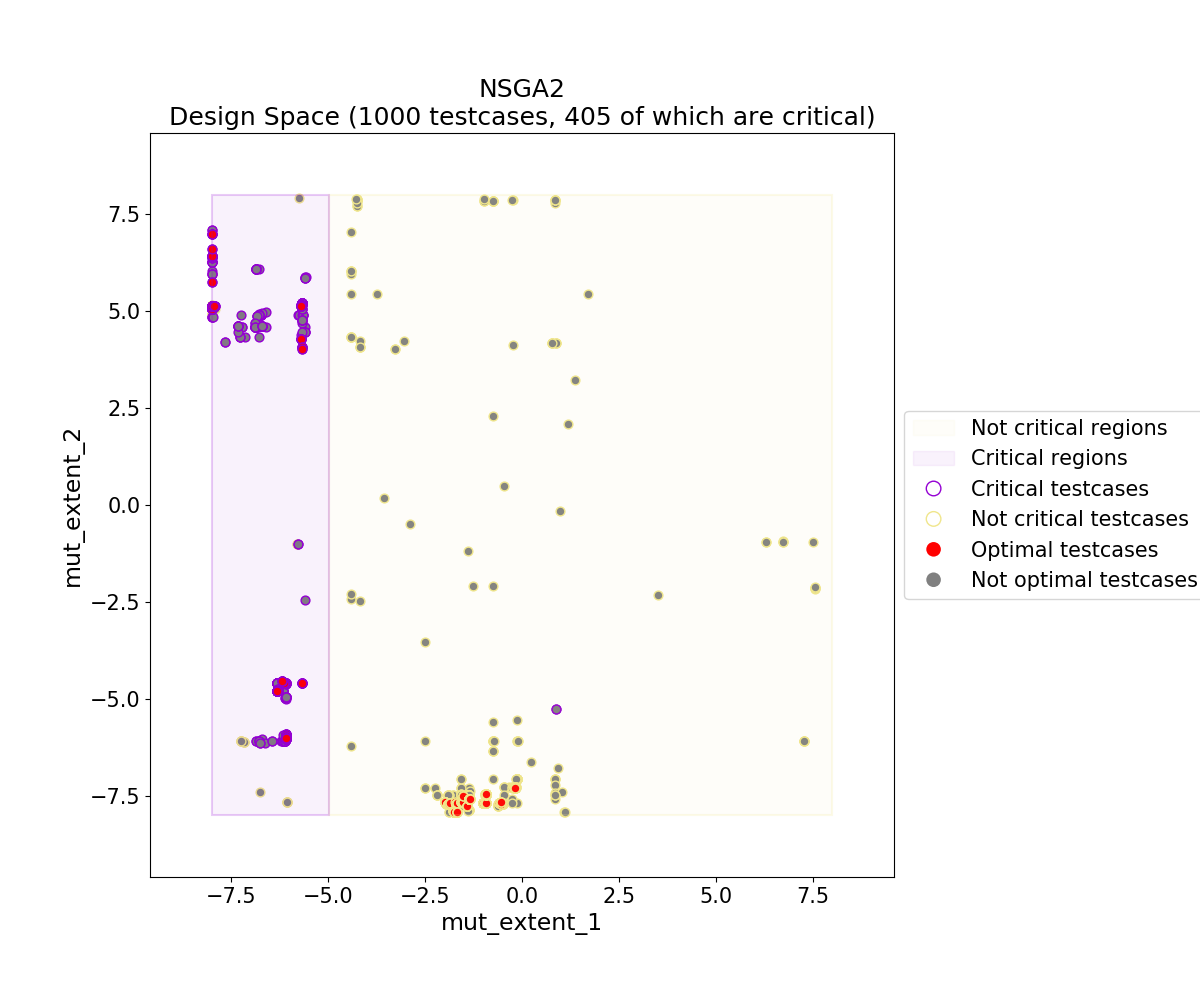 NSGA2
Design Space (1000 testcases, 405 of which are critical)
7.5
5.0
2.5
0.0
−2.5
−5.0
−7.5
mut_extent_2
−7.5 −5.0 −2.5 0.0 2.5 5.0 7.5
mut_extent_1
Not critical regions
Critical regions
Critical testcases
Not critical testcases
Optimal testcases
Not optimal testcases